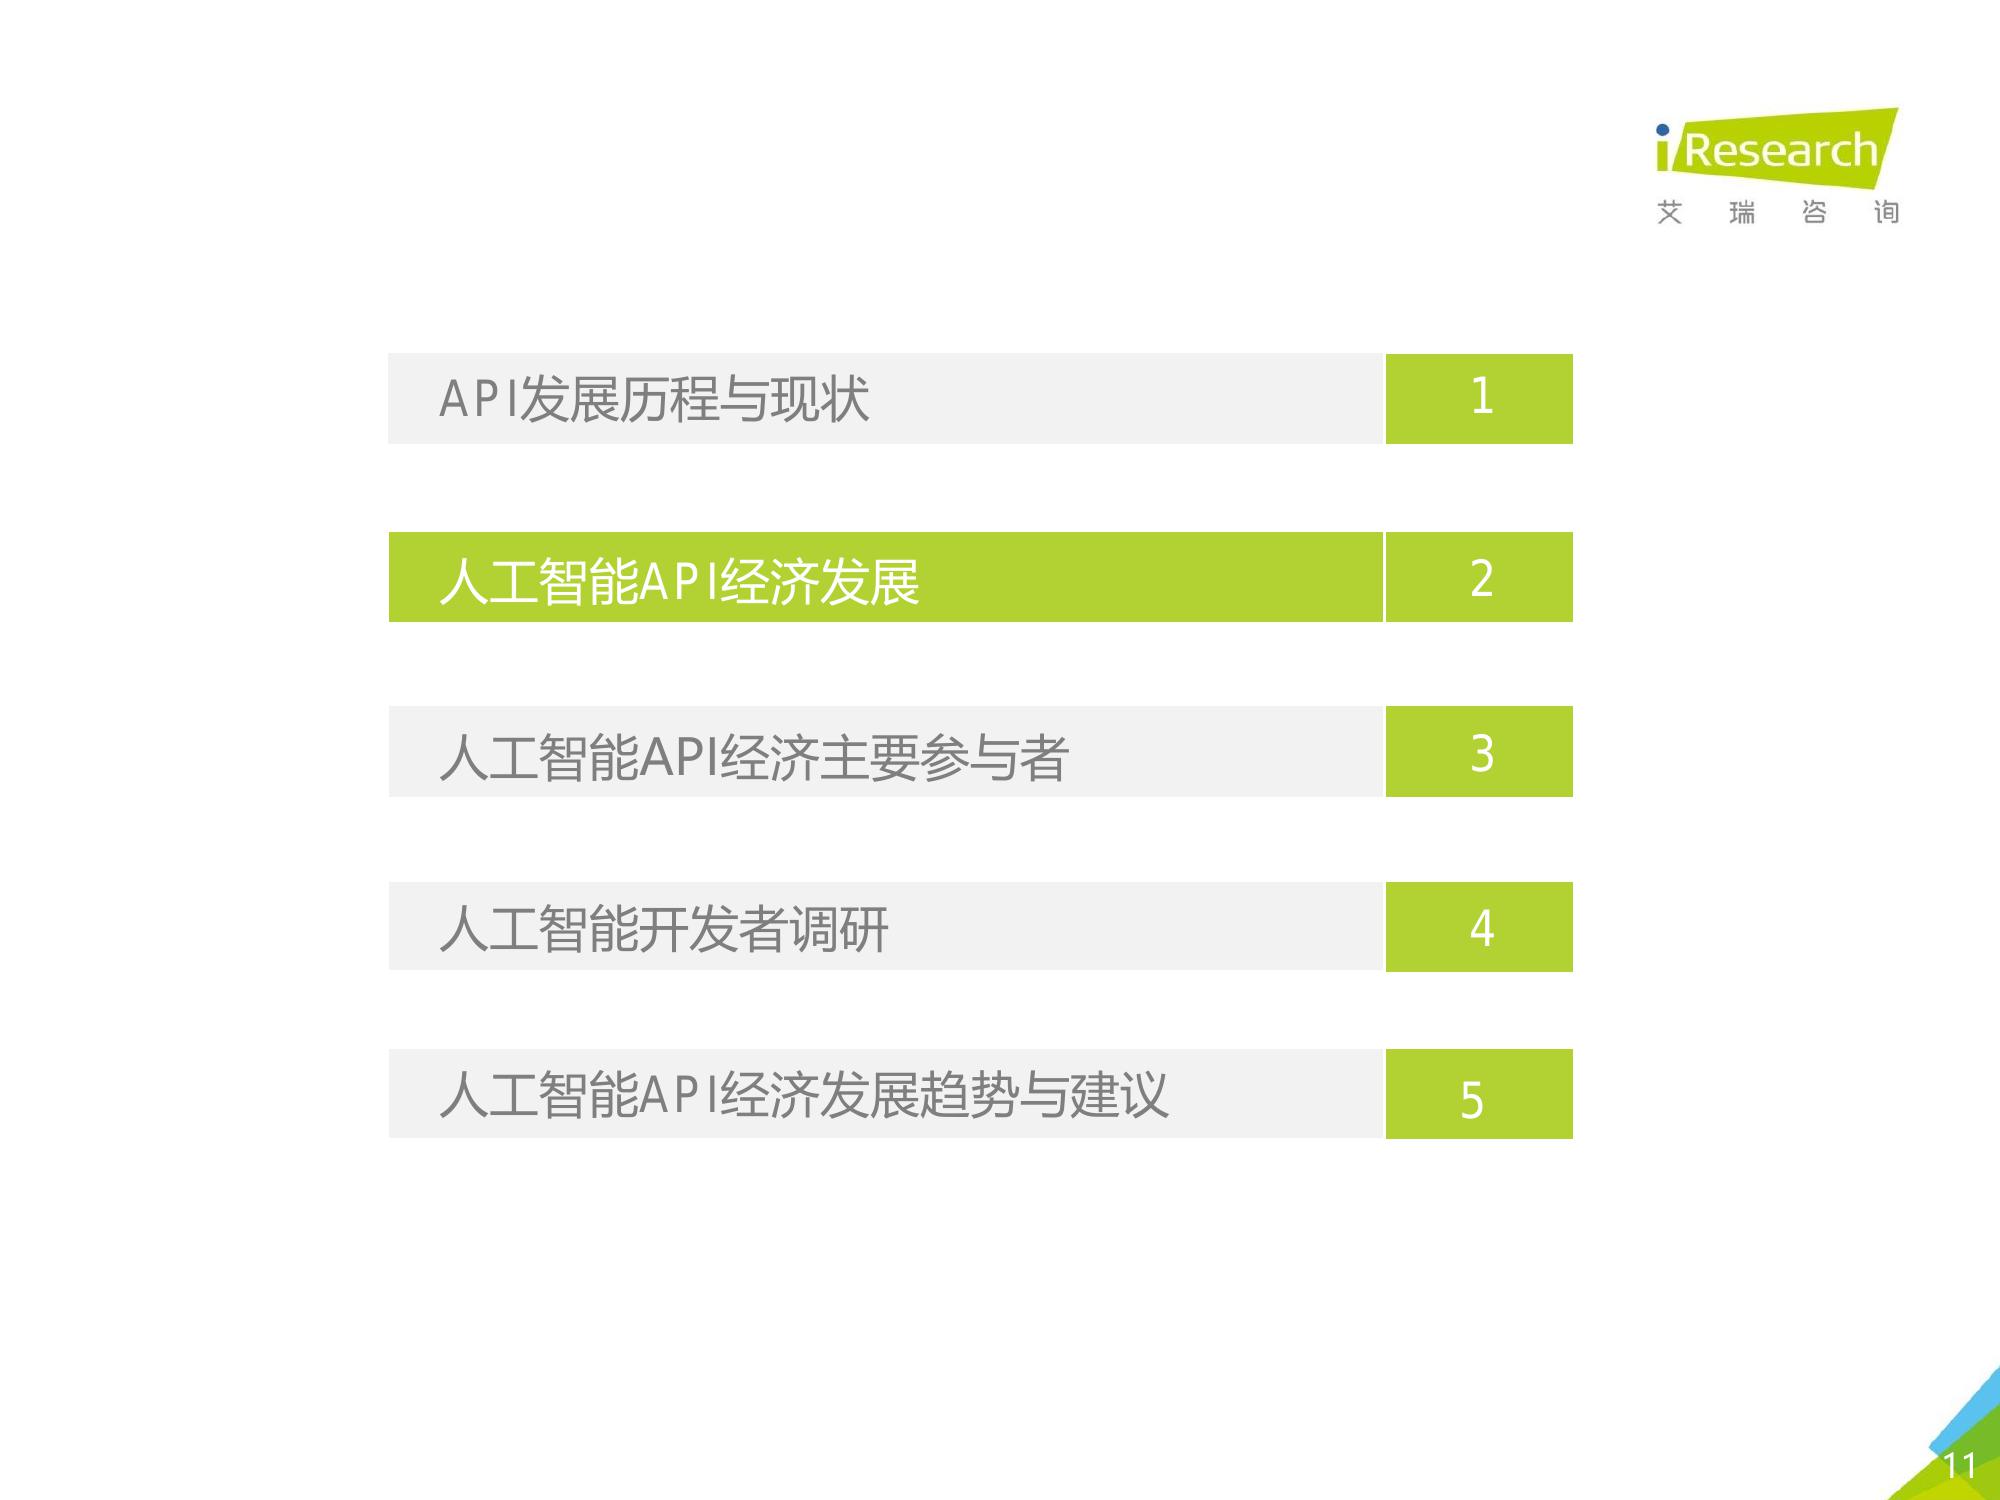 iResearch
艾瑞咨询
API发展历程与现状 1
人工智能API经济发展 2
人工智能API经济主要参与者 3
人工智能开发者调研 4
人工智能API经济发展趋势与建议 5
11